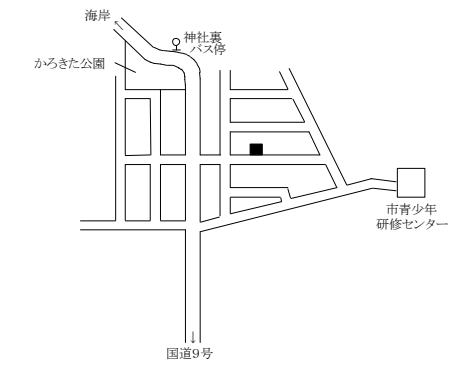 海岸
神社裏
バス停
かろきた公園
市青少年
研修センター
国道9号